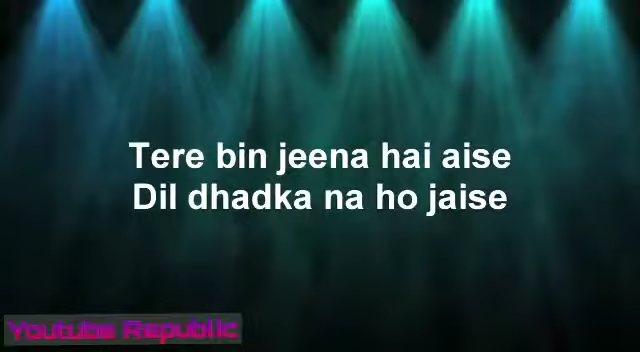 Tere bin jeena hai aise
Dil dhadka na ho jaise
Youtube Republic